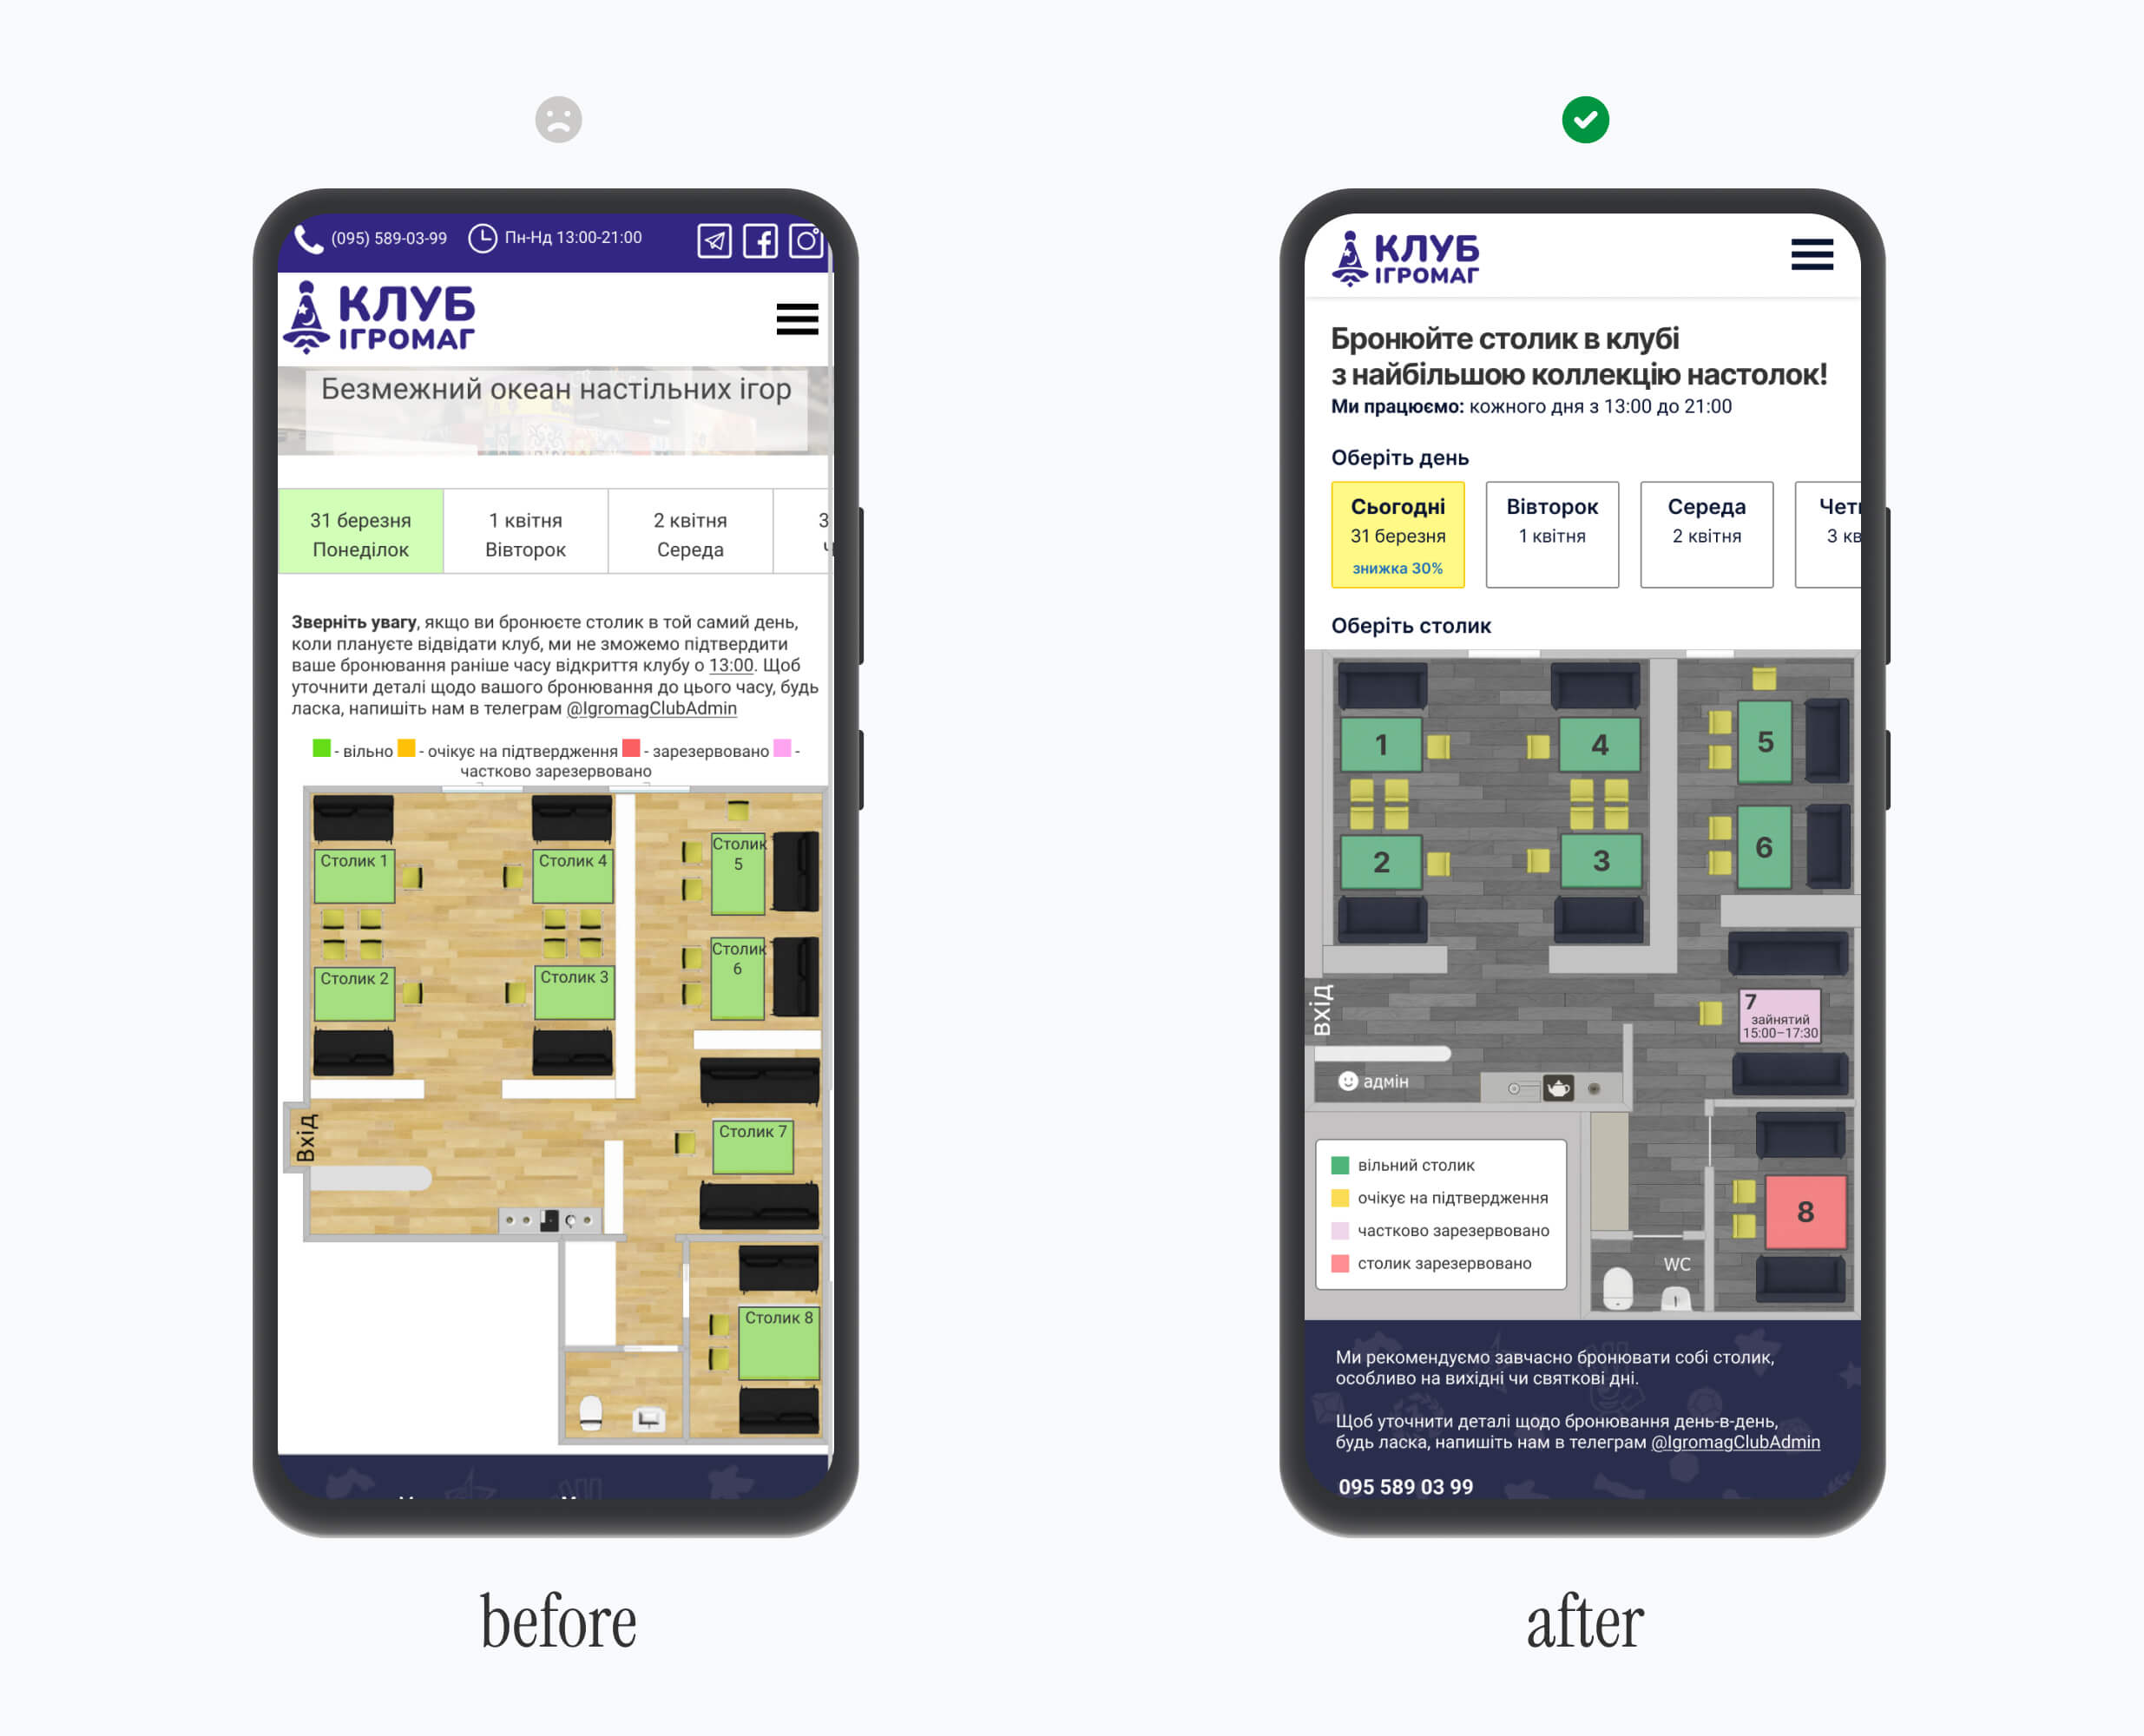 (095) 589-03-99
Пн-Нд 13:00-21:00
КЛУБ
ІГРОМАГ
Безмежний океан настільних ігор
31 березня
Понеділок
1 квітня
Вівторок
2 квітня
Середа
3
Зверніть увагу, якщо ви бронюєте столик в той самий день,
коли плануєте відвідати клуб, ми не зможемо підтвердити
ваше бронювання раніше часу відкриття клубу о 13:00. Щоб
уточнити деталі щодо вашого бронювання до цього часу, будь
ласка, напишіть нам в телеграм @IgromagClubAdmin
- вільно - очікує на підтвердження - зарезервовано -
частково зарезервовано
Столик 1
Столик 4
Столик
5
Столик 2
Столик 3
Столик
6
Столик 7
Вхід
Столик 8
before
КЛУБ
ІГРОМАГ
Бронюйте столик в клубі
з найбільшою коллекцію настолок!
Ми працюємо: кожного дня з 13:00 до 21:00
Оберіть день
Сьогодні
31 березня
знижка 30%
Вівторок
1 квітня
Середа
2 квітня
Чет
3 кв
Оберіть столик
1
4
5
2
3
6
7
зайнятий
15:00–17:30
вхід
адмін
вільний столик
очікує на підтвердження
частково зарезервовано
столик зарезервовано
8
WC
Ми рекомендуємо завчасно бронювати собі столик,
особливо на вихідні чи святкові дні.
Щоб уточнити деталі щодо бронювання день-в-день,
будь ласка, напишіть нам в телеграм @IgromagClubAdmin
095 589 03 99
after